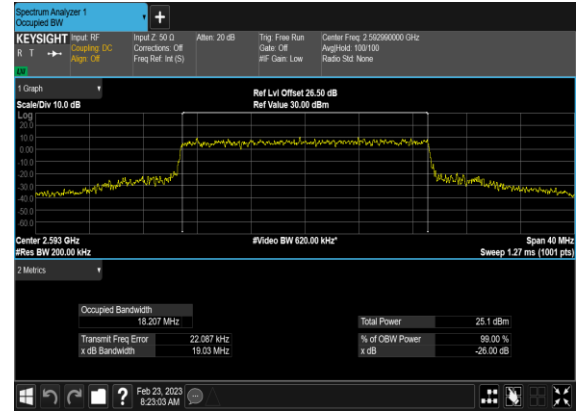 Spectrum Analyzer 1
Occupied BW
+
KEYSIGHT Input: RF Input Z: 50 Ω Atten: 20 dB Trig: Free Run Center Freq: 2.592990000 GHz
R T Coupling: DC Corrections: Off Gate: Off Avg|Hold: 100/100
Align: Off Freq Ref: Int (S) #IF Gain: Low Radio Std: None
LU
1 Graph
Ref Lvl Offset 26.50 dB
Scale/Div 10.0 dB Ref Value 30.00 dBm
Log
20.0
10.0
0.00
-10.0
-20.0
-30.0
-40.0
-50.0
-60.0
Center 2.593 GHz #Video BW 620.00 kHz* Span 40 MHz
#Res BW 200.00 kHz Sweep 1.27 ms (1001 pts)
2 Metrics
Occupied Bandwidth
18.207 MHz Total Power 25.1 dBm
Transmit Freq Error 22.087 kHz % of OBW Power 99.00 %
x dB Bandwidth 19.03 MHz x dB -26.00 dB
? Feb 23, 2023
8:23:03 AM